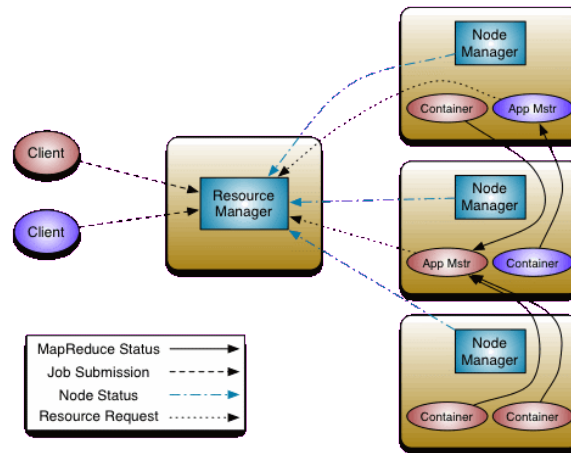 Node
Manager
Container
App Mstr
Client
Resource
Manager
Node
Manager
Client
App Mstr
Container
MapReduce Status
Job Submission
Node Status
Resource Request
Node
Manager
Container
Container